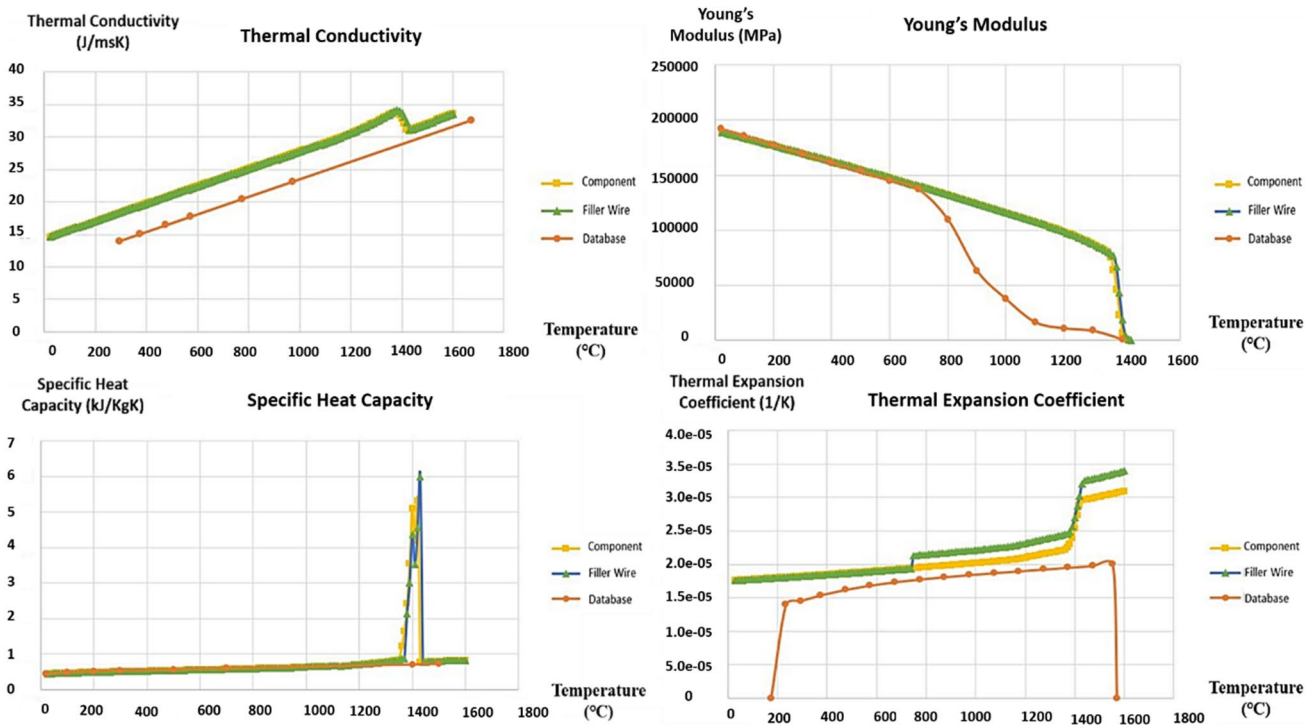 Thermal Conductivity
(J/msK)
Thermal Conductivity
40
35
30
25
20
15
10
5
0
0 200 400 600 800 1000 1200 1400 1600 1800
Temperature
(°C)
Component
Filler Wire
Database
Young's
Modulus (MPa)
Young's Modulus
250000
200000
150000
100000
50000
0
0 200 400 600 800 1000 1200 1400 1600
Temperature
(°C)
Component
Filler Wire
Database
Specific Heat
Capacity (kJ/KgK)
Specific Heat Capacity
7
6
5
4
3
2
1
0
0 200 400 600 800 1000 1200 1400 1600 1800
Temperature
(°C)
Component
Filler Wire
Database
Thermal Expansion
Coefficient (1/K)
Thermal Expansion Coefficient
4.0e-05
3.5e-05
3.0e-05
2.5e-05
2.0e-05
1.5e-05
1.0e-05
5.0e-05
0
0 200 400 600 800 1000 1200 1400 1600 1800
Temperature
(°C)
Component
Filler Wire
Database